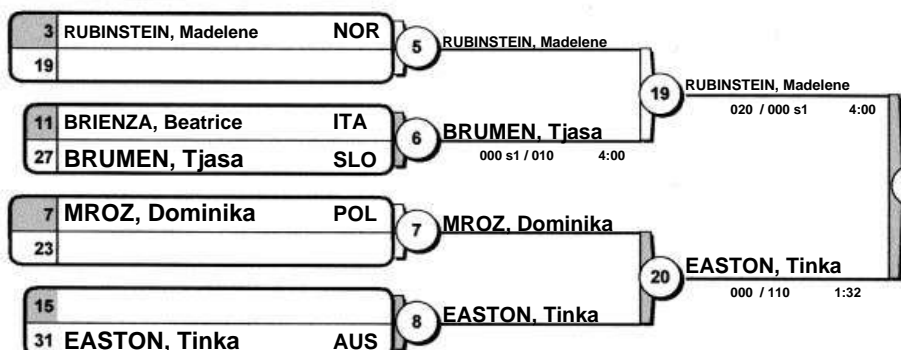 3 RUBINSTEIN, Madelene NOR
19
5 RUBINSTEIN, Madelene
11 BRIENZA, Beatrice ITA
27 BRUMEN, Tjasa SLO
6 BRUMEN, Tjasa
000 s1 / 010 4:00
19 RUBINSTEIN, Madelene
020 / 000 s1 4:00
7 MROZ, Dominika POL
23
7 MROZ, Dominika
15
31 EASTON, Tinka AUS
8 EASTON, Tinka
20 EASTON, Tinka
000 / 110 1:32